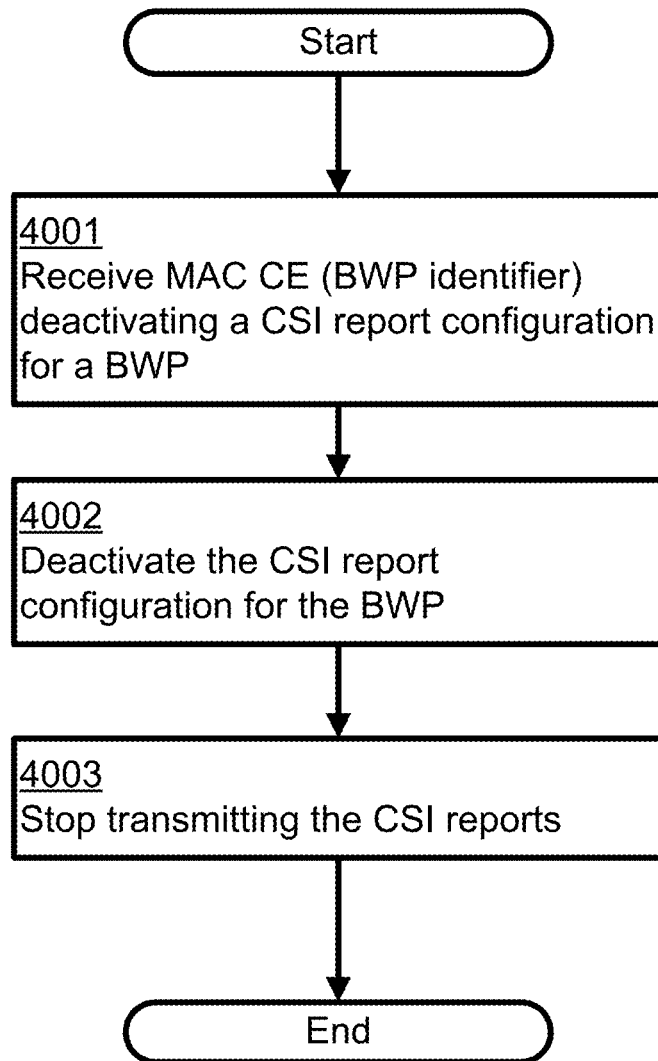 Start
4001
Receive MAC CE (BWP identifier)
deactivating a CSI report configuration
for a BWP
4002
Deactivate the CSI report
configuration for the BWP
4003
Stop transmitting the CSI reports
End